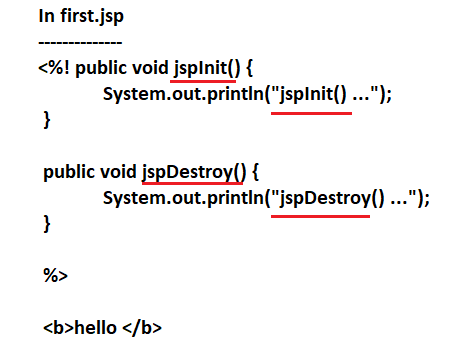 In first.jsp
--------------
<%! public void jspInit() {
System.out.println("jspInit() ...");
}
public void jspDestroy() {
System.out.println("jspDestroy() ...");
}
%>
<b>hello </b>